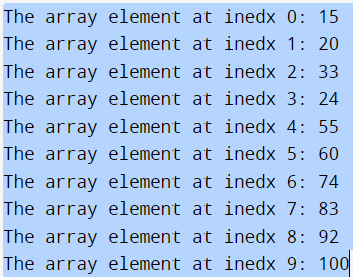 The array element at inedx 0: 15
The array element at inedx 1: 20
The array element at inedx 2: 33
The array element at inedx 3: 24
The array element at inedx 4: 55
The array element at inedx 5: 60
The array element at inedx 6: 74
The array element at inedx 7: 83
The array element at inedx 8: 92
The array element at inedx 9: 100